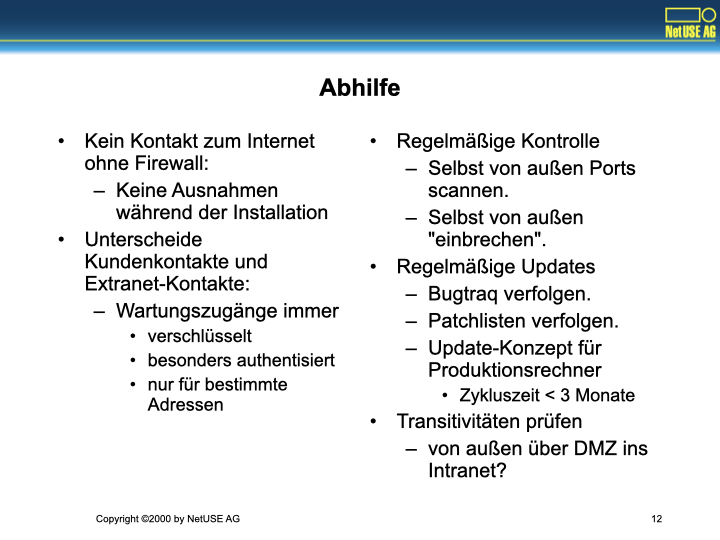 NetUSE AG
Abhilfe
• Kein Kontakt zum Internet
ohne Firewall:
– Keine Ausnahmen
während der Installation
• Unterscheide
Kundenkontakte und
Extranet-Kontakte:
– Wartungszugänge immer
• verschlüsselt
• besonders authentisiert
• nur für bestimmte
Adressen
• Regelmäßige Kontrolle
– Selbst von außen Ports
scannen.
– Selbst von außen
"einbrechen".
• Regelmäßige Updates
– Bugtraq verfolgen.
– Patchlisten verfolgen.
– Update-Konzept für
Produktionsrechner
• Zykluszeit < 3 Monate
• Transitivitäten prüfen
– von außen über DMZ ins
Intranet?
Copyright ©2000 by NetUSE AG
12